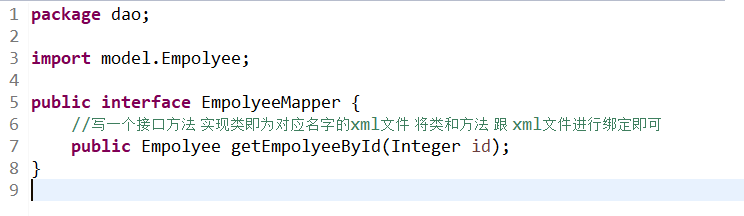 1 package dao;
2
3 import model.Empolyee;
4
5 public interface EmpolyeeMapper {
6 //写一个接口方法 实现类即为对应名字的xml文件 将类和方法 跟 xml文件进行绑定即可
7 public Empolyee getEmpolyeeById(Integer id);
8 }
9